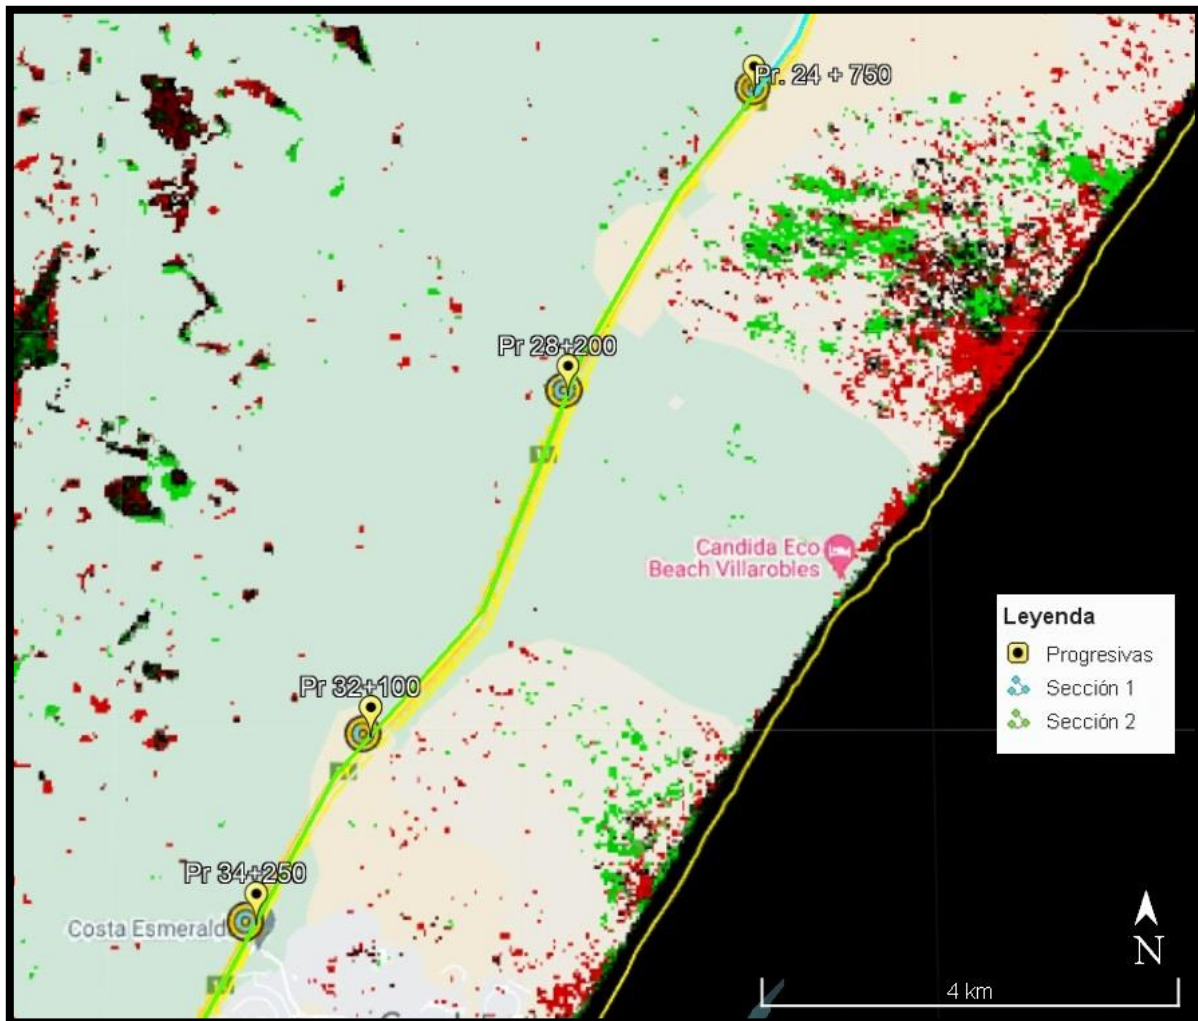 Pr. 24 + 750
Pr 28+200
Candida Eco
Beach Villarobles
Leyenda
Progresivas
Sección 1
Sección 2
Pr 32+100
Pr 34+250
Costa Esmerald
N
4 km